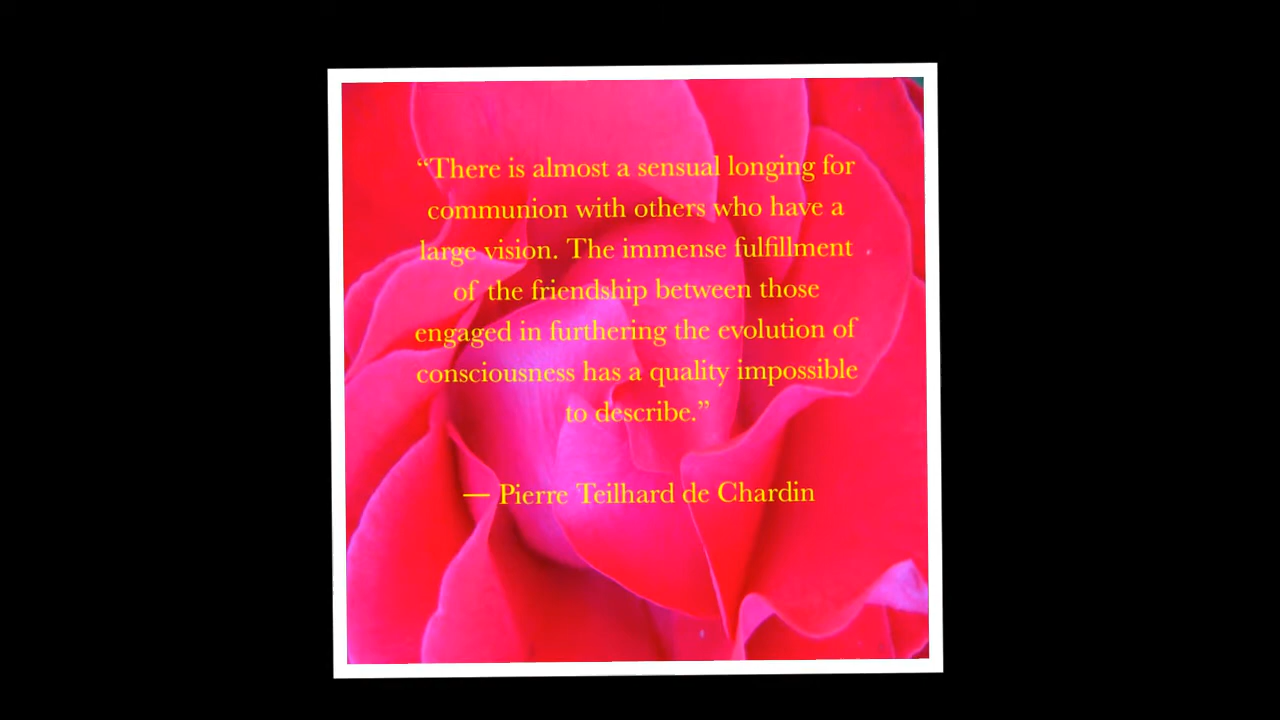 “There is almost a sensual longing for
communion with others who have a
large vision. The immense fulfillment
of the friendship between those
engaged in furthering the evolution of
consciousness has a quality impossible
to describe.”
— Pierre Teilhard de Chardin